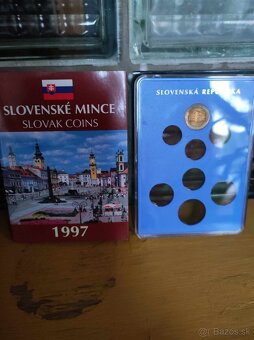 SLOVENSKÉ MINCE
SLOVAK COINS
1997
SLOVENSKÁ REPUBLIKA
Bazos.sk